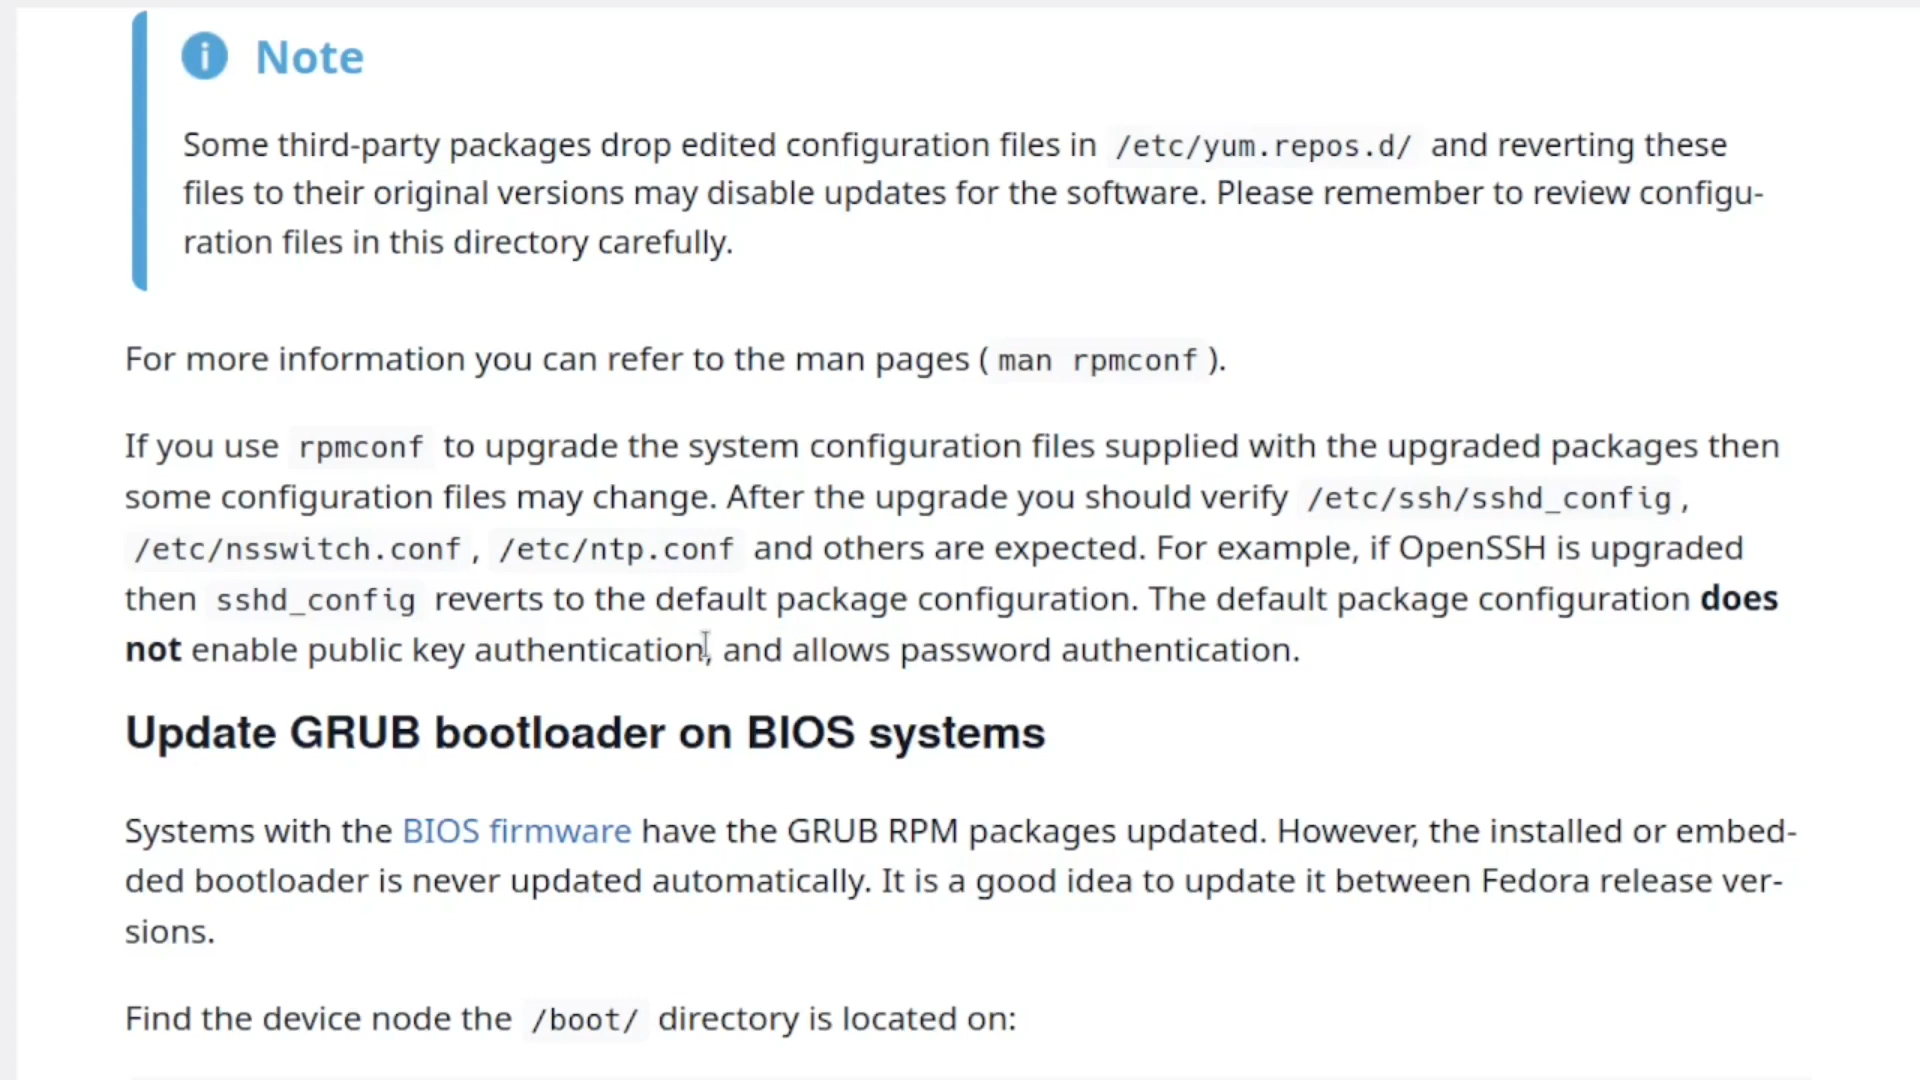 Note
Some third-party packages drop edited configuration files in /etc/yum.repos.d/ and reverting these
files to their original versions may disable updates for the software. Please remember to review configu-
ration files in this directory carefully.
For more information you can refer to the man pages ( man rpmconf ).
If you use rpmconf to upgrade the system configuration files supplied with the upgraded packages then
some configuration files may change. After the upgrade you should verify /etc/ssh/sshd_config ,
/etc/nsswitch.conf , /etc/ntp.conf and others are expected. For example, if OpenSSH is upgraded
then sshd_config reverts to the default package configuration. The default package configuration does
not enable public key authentication, and allows password authentication.
Update GRUB bootloader on BIOS systems
Systems with the BIOS firmware have the GRUB RPM packages updated. However, the installed or embed-
ded bootloader is never updated automatically. It is a good idea to update it between Fedora release ver-
sions.
Find the device node the /boot/ directory is located on: